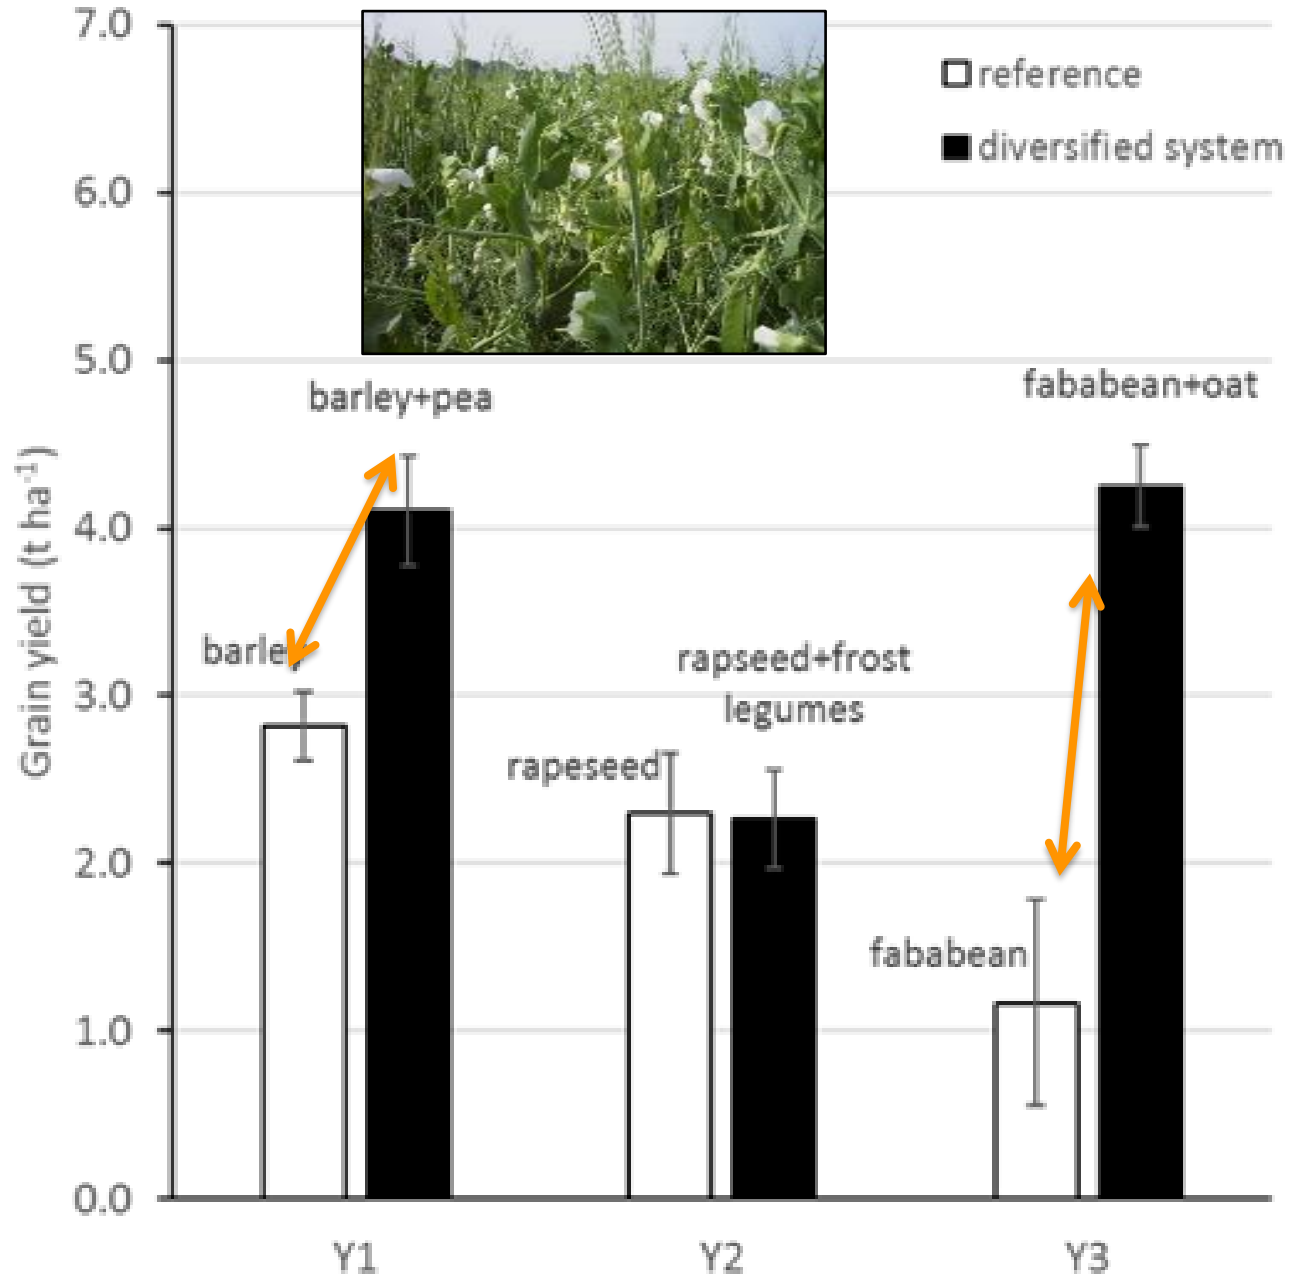 7.0
6.0
5.0
4.0
3.0
2.0
1.0
0.0
Grain yield (t ha⁻¹)
reference
diversified system
barley+pea
barley
rapeseed
rapseed+frost
legumes
fababean
fababean+oat
Y1
Y2
Y3